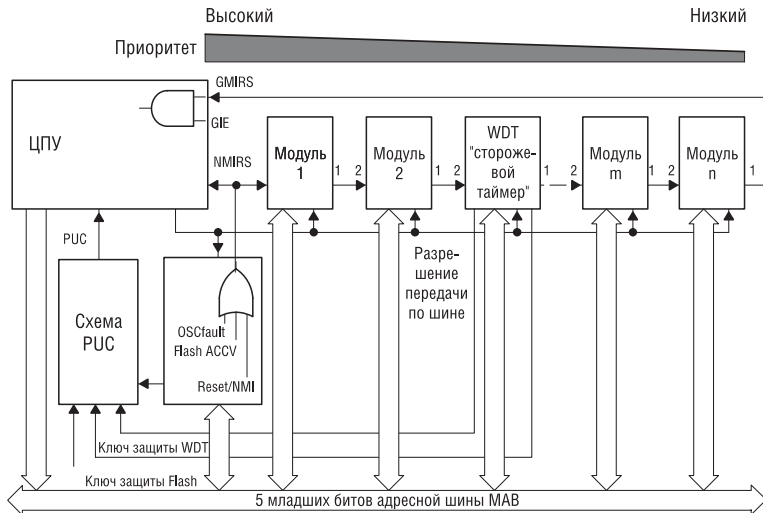 Высокий
Низкий
Приоритет
GMIRS
GIE
ЦПУ
NMIRS
Модуль
1
1
2
Модуль
2
1
2
WDT
"стороже-
вой
таймер"
1
2
Модуль
m
1
2
Модуль
n
1
PUC
Разре-
шение
передачи
по шине
Схема
PUC
OSCfault
Flash ACCV
Reset/NMI
Ключ защиты WDT
Ключ защиты Flash
5 младших битов адресной шины MAB